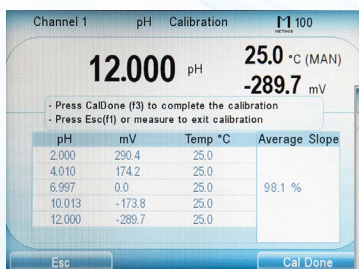 Channel 1 pH Calibration M 100
METHOD
12.000 pH 25.0 °C (MAN)
-289.7 mV
- Press CalDone (f3) to complete the calibration
- Press Esc(f1) or measure to exit calibration
pH mV Temp °C Average Slope
2.000 290.4 25.0
4.010 174.2 25.0
6.997 0.0 25.0 98.1 %
10.013 -173.8 25.0
12.000 -289.7 25.0
Esc Cal Done